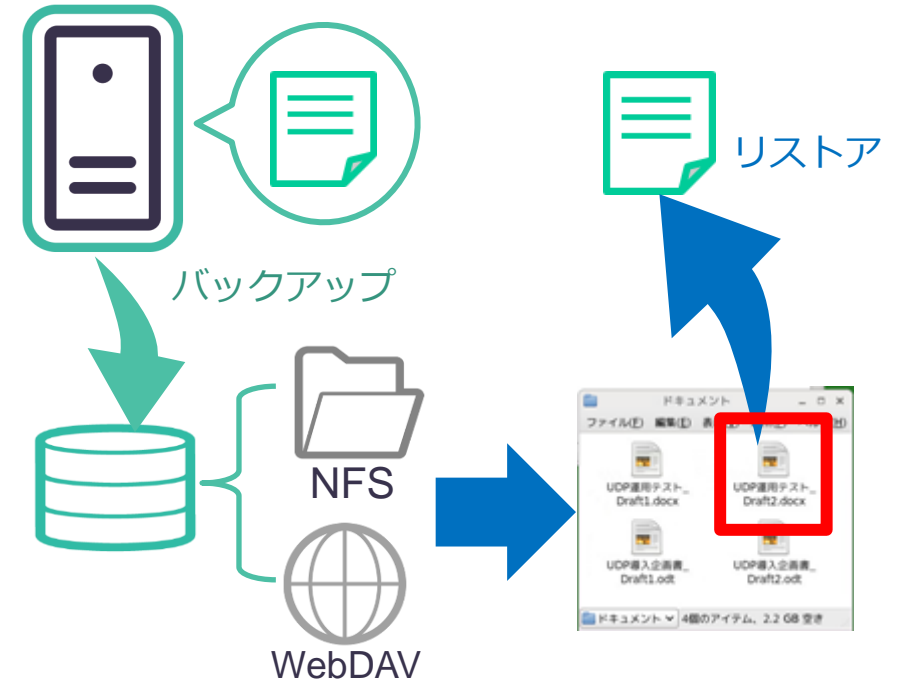 リストア
バックアップ
NFS
WebDAV
ドキュメント
ファイル(F) 編集(E) 表
(H)
UDP運用テスト_
Draft1.docx
UDP運用テスト_
Draft2.docx
UDP導入企画書_
Draft1.odt
UDP導入企画書_
Draft2.odt
ドキュメント 4個のアイテム、2.2 GB 空き